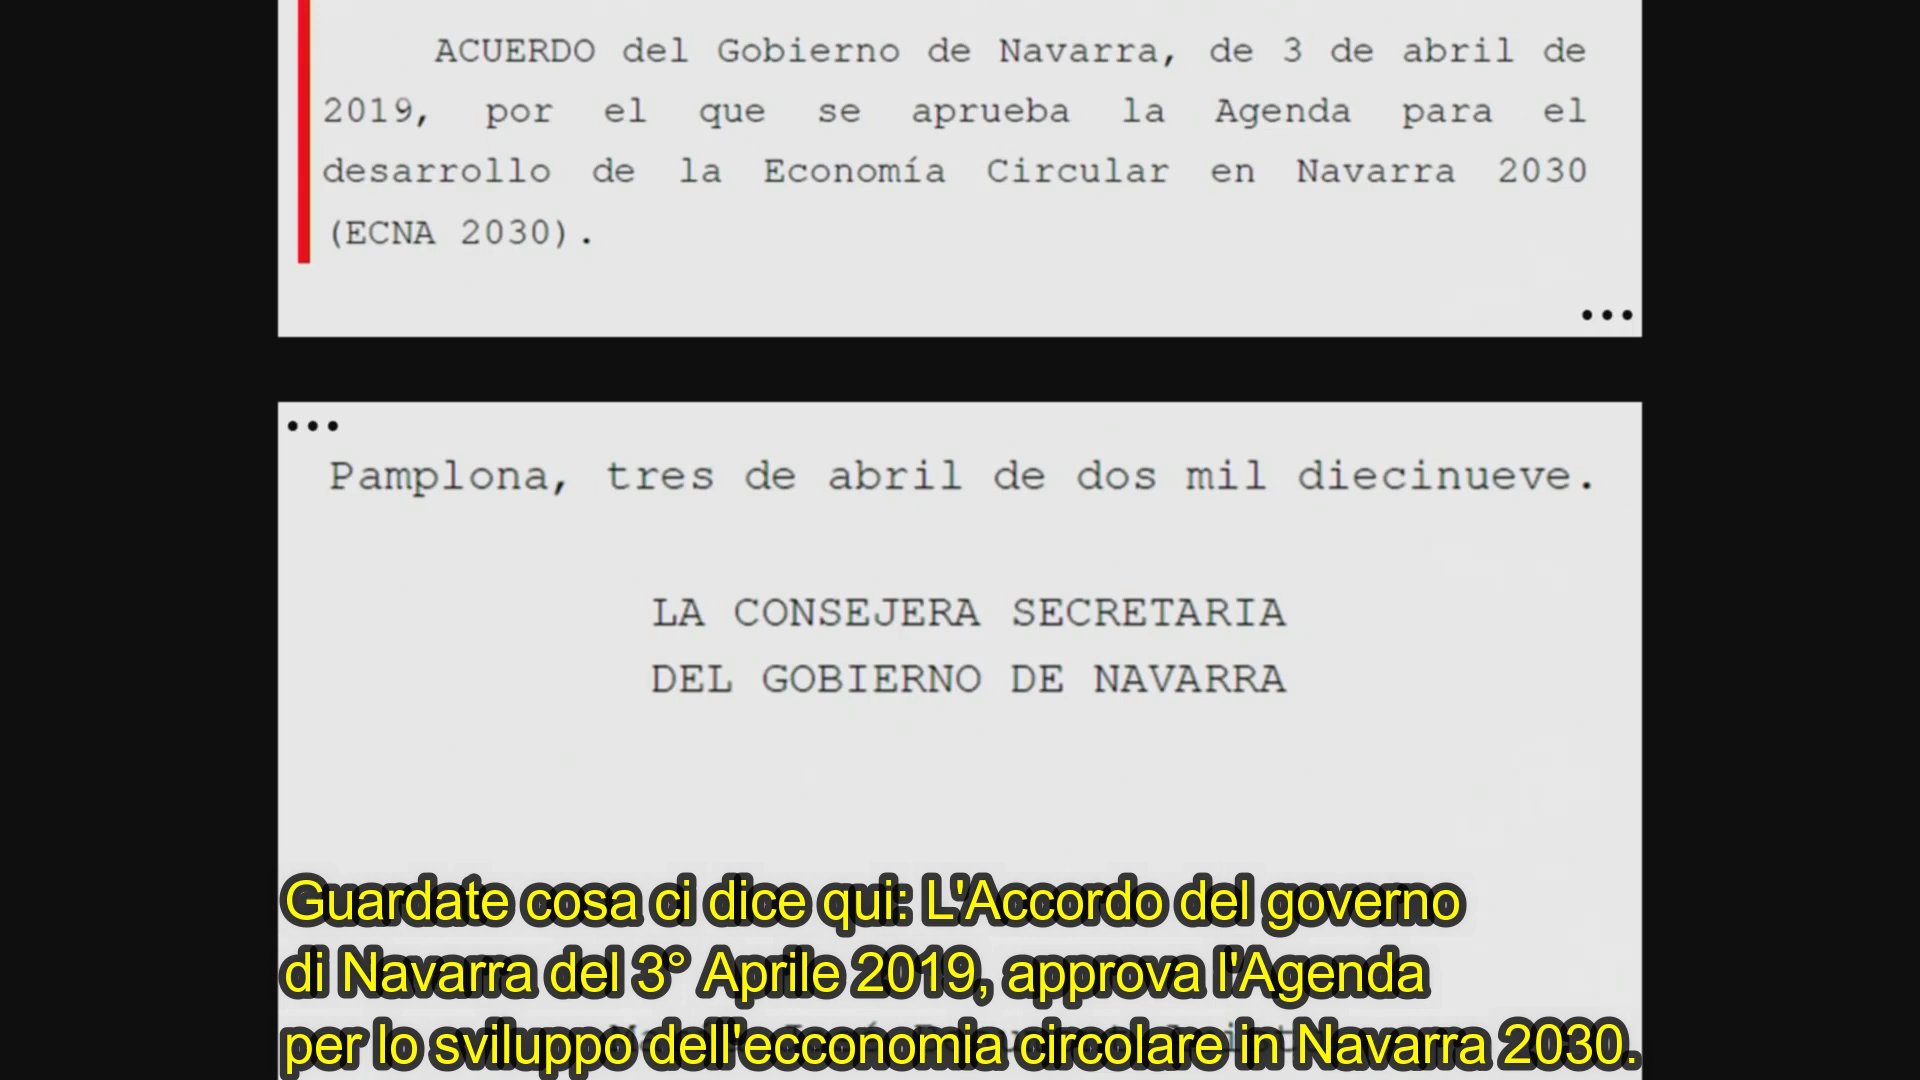 ACUERDO del Gobierno de Navarra, de 3 de abril de
2019, por el que se aprueba la Agenda para el
desarrollo de la Economía Circular en Navarra 2030
(ECNA 2030).
...
...
Pamplona, tres de abril de dos mil diecinueve.
LA CONSEJERA SECRETARIA
DEL GOBIERNO DE NAVARRA
Guardate cosa ci dice qui: L'Accordo del governo
di Navarra del 3° Aprile 2019, approva l'Agenda
per lo sviluppo dell'ecconomia circolare in Navarra 2030.